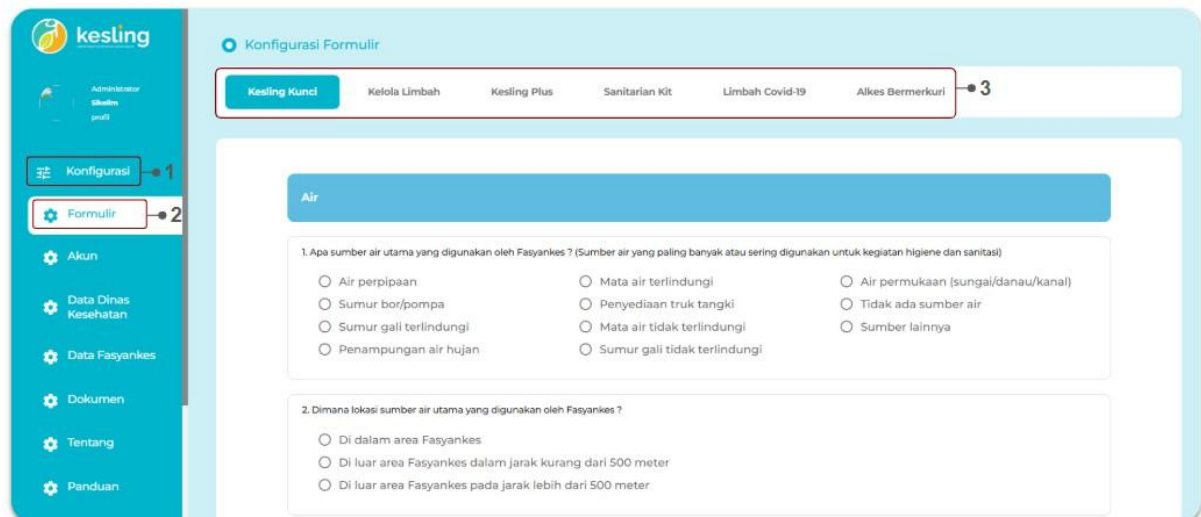 kesling
Administrator
Sikelim
profil
Konfigurasi
1
Formulir
2
Akun
Data Dinas
Kesehatan
Data Fasyankes
Dokumen
Tentang
Panduan
Konfigurasi Formulir
Kesling Kunci Kelola Limbah Kesling Plus Sanitarian Kit Limbah Covid-19 Alkes Bermerkuri
3
Air
1. Apa sumber air utama yang digunakan oleh Fasyankes ? (Sumber air yang paling banyak atau sering digunakan untuk kegiatan higiene dan sanitasi)
Air perpipaan
Sumur bor/pompa
Sumur gali terlindungi
Penampungan air hujan
Mata air terlindungi
Penyediaan truk tangki
Mata air tidak terlindungi
Sumur gali tidak terlindungi
Air permukaan (sungai/danau/kanal)
Tidak ada sumber air
Sumber lainnya
2. Dimana lokasi sumber air utama yang digunakan oleh Fasyankes ?
Di dalam area Fasyankes
Di luar area Fasyankes dalam jarak kurang dari 500 meter
Di luar area Fasyankes pada jarak lebih dari 500 meter